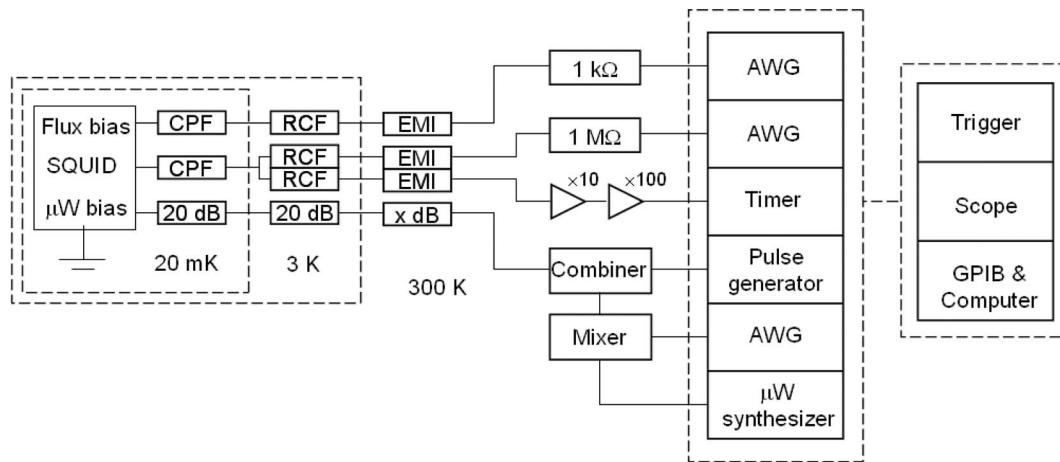 Flux bias
CPF
RCF
EMI
1 kΩ
AWG
SQUID
CPF
RCF
RCF
EMI
EMI
1 MΩ
AWG
×10
×100
Timer
μW bias
20 dB
20 dB
x dB
20 mK
3 K
300 K
Combiner
Pulse
generator
Mixer
AWG
μW
synthesizer
Trigger
Scope
GPIB &
Computer